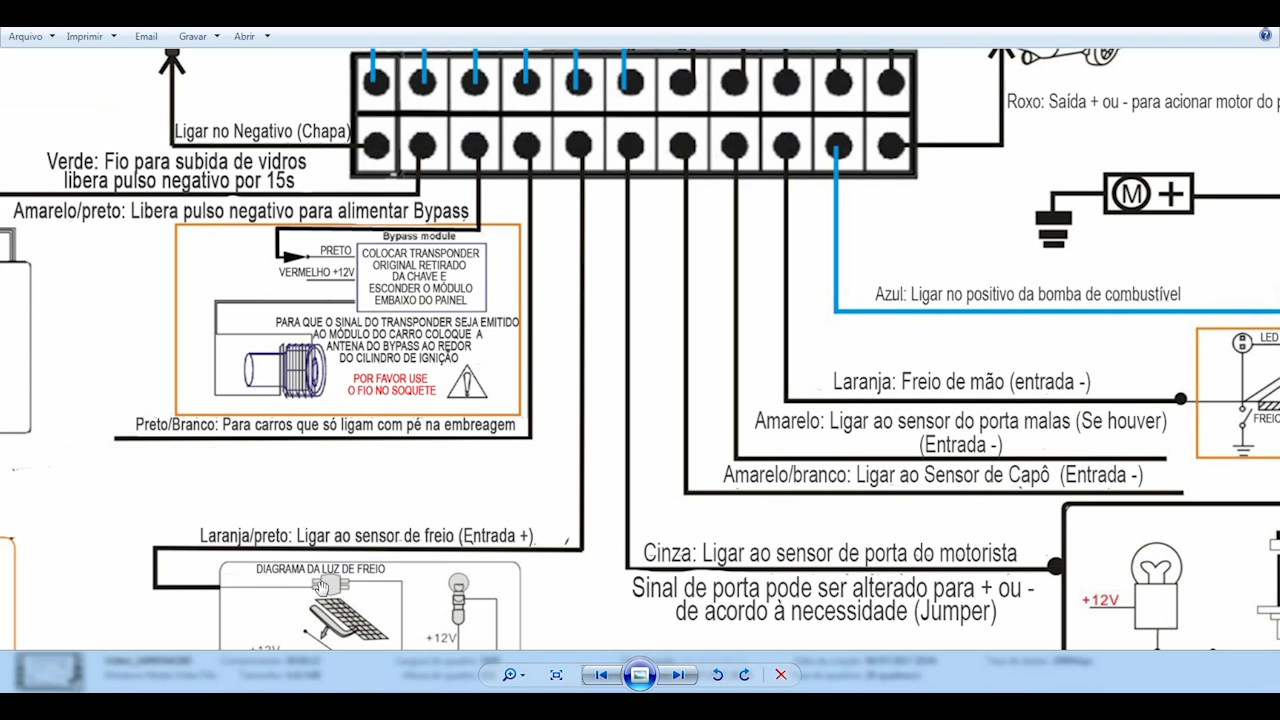 Arquivo Imprimir Email Gravar Abrir
Roxo: Saída + ou - para acionar motor do
Ligar no Negativo (Chapa)
Verde: Fio para subida de vidros
libera pulso negativo por 15s
Amarelo/preto: Libera pulso negativo para alimentar Bypass
M +
Bypass module
PRETO
VERMELHO +12V
COLOCAR TRANSPONDER
ORIGINAL RETIRADO
DA CHAVE E
ESCONDER O MÓDULO
EMBAIXO DO PAINEL
PARA QUE O SINAL DO TRANSPONDER SEJA EMITIDO
AO MÓDULO DO CARRO COLOQUE A
ANTENA DO BYPASS AO REDOR
DO CILINDRO DE IGNIÇÃO
POR FAVOR USE
O FIO NO SOQUETE
!
Azul: Ligar no positivo da bomba de combustível
LED
Laranja: Freio de mão (entrada -)
FREIO
Preto/Branco: Para carros que só ligam com pé na embreagem
Amarelo: Ligar ao sensor do porta malas (Se houver)
(Entrada -)
Amarelo/branco: Ligar ao Sensor de Capô (Entrada -)
Laranja/preto: Ligar ao sensor de freio (Entrada +)
Cinza: Ligar ao sensor de porta do motorista
Sinal de porta pode ser alterado para + ou -
de acordo à necessidade (Jumper)
DIAGRAMA DA LUZ DE FREIO
+12V
+12V